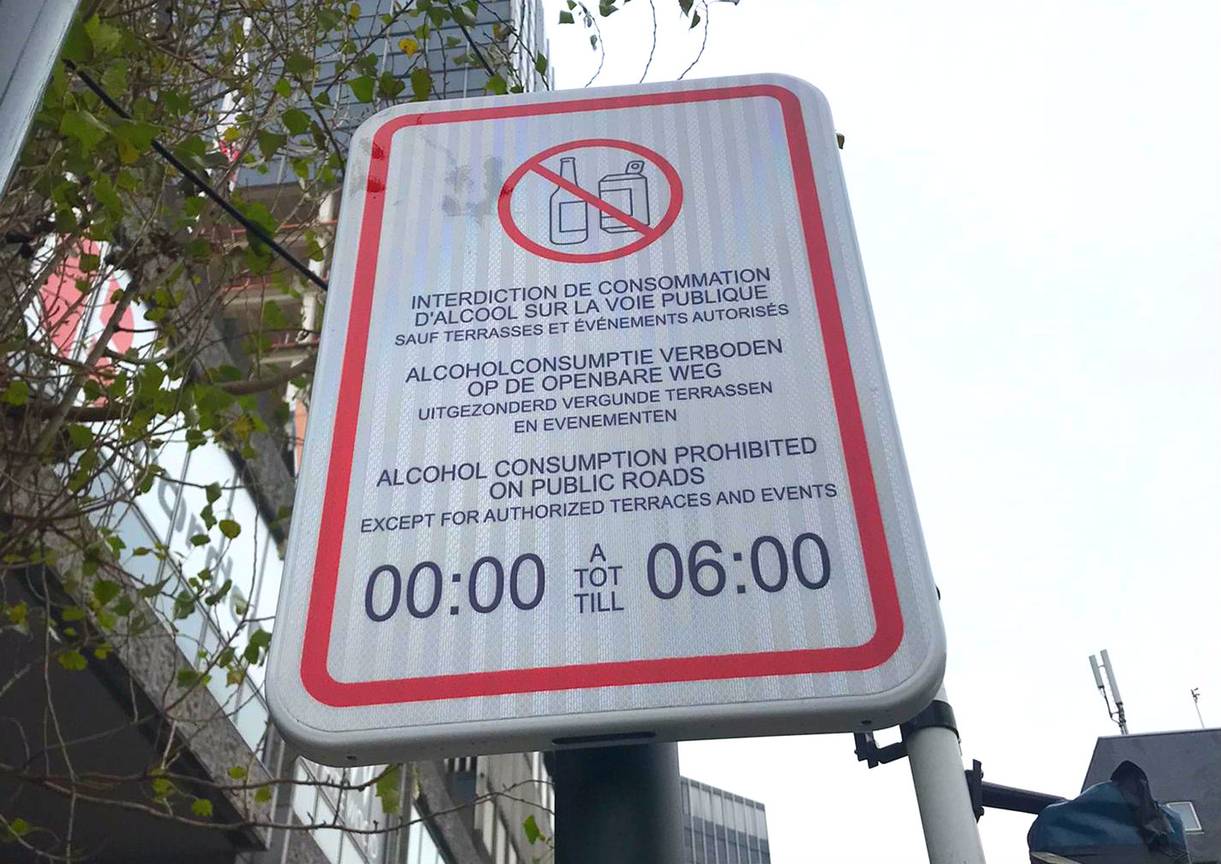 INTERDICTION DE CONSOMMATION
D'ALCOOL SUR LA VOIE PUBLIQUE
SAUF TERRASSES ET ÉVÉNEMENTS AUTORISÉS
ALCOHOLCONSUMPTIE VERBODEN
OP DE OPENBARE WEG
UITGEZONDERD VERGUNDE TERRASSEN
EN EVENEMENTEN
ALCOHOL CONSUMPTION PROHIBITED
ON PUBLIC ROADS
EXCEPT FOR AUTHORIZED TERRACES AND EVENTS
00:00 A TOT TILL 06:00